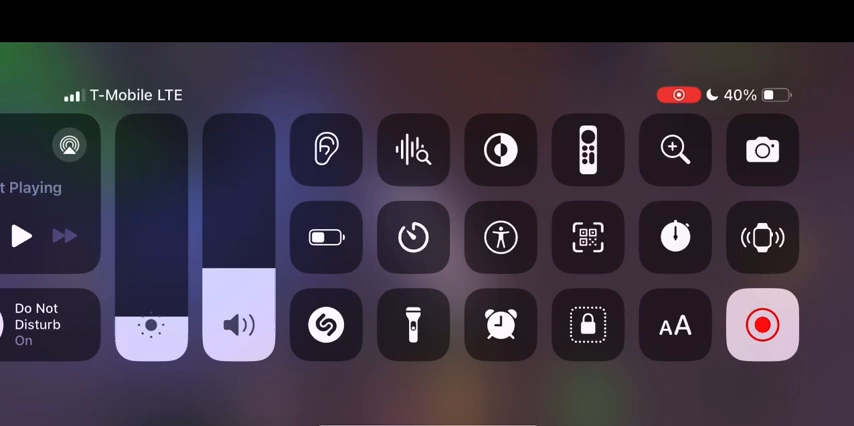 T-Mobile LTE
40%
t Playing
Do Not
Disturb
On
AA